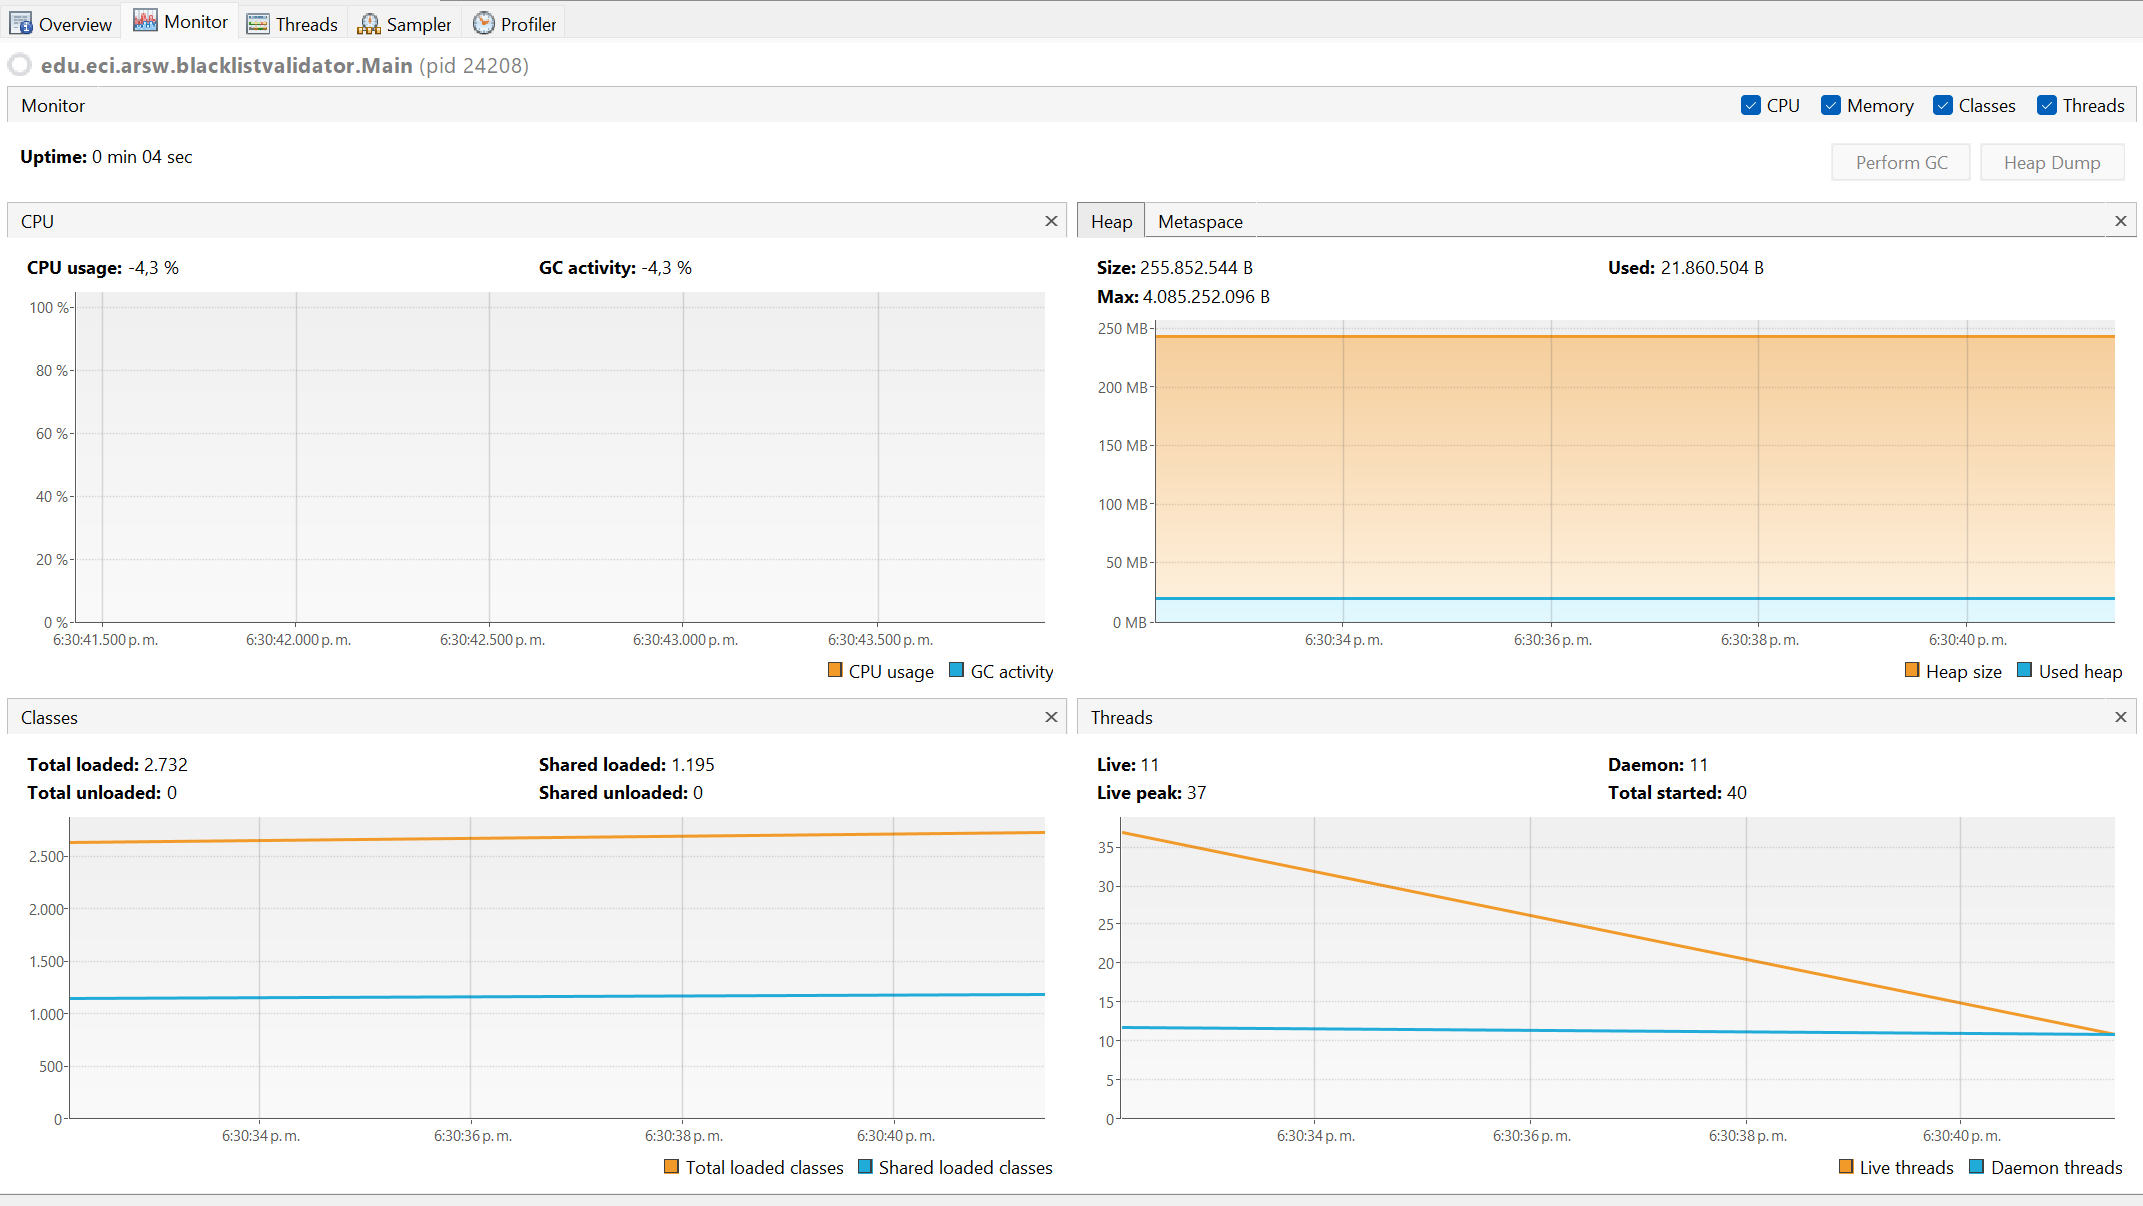 Overview Monitor Threads Sampler Profiler
edu.eci.arsw.blacklistvalidator.Main (pid 24208)
Monitor CPU Memory Classes Threads
Uptime: 0 min 04 sec
Perform GC Heap Dump
CPU
CPU usage: -4,3 % GC activity: -4,3 %
100 %
80 %
60 %
40 %
20 %
0 %
6:30:41.500 p. m. 6:30:42.000 p. m. 6:30:42.500 p. m. 6:30:43.000 p. m. 6:30:43.500 p. m.
CPU usage GC activity
Heap Metaspace
Size: 255.852.544 B Used: 21.860.504 B
Max: 4.085.252.096 B
250 MB
200 MB
150 MB
100 MB
50 MB
0 MB
6:30:34 p. m. 6:30:36 p. m. 6:30:38 p. m. 6:30:40 p. m.
Heap size Used heap
Classes
Total loaded: 2.732 Shared loaded: 1.195
Total unloaded: 0 Shared unloaded: 0
2.500
2.000
1.500
1.000
500
0
6:30:34 p. m. 6:30:36 p. m. 6:30:38 p. m. 6:30:40 p. m.
Total loaded classes Shared loaded classes
Threads
Live: 11 Daemon: 11
Live peak: 37 Total started: 40
35
30
25
20
15
10
5
0
6:30:34 p. m. 6:30:36 p. m. 6:30:38 p. m. 6:30:40 p. m.
Live threads Daemon threads